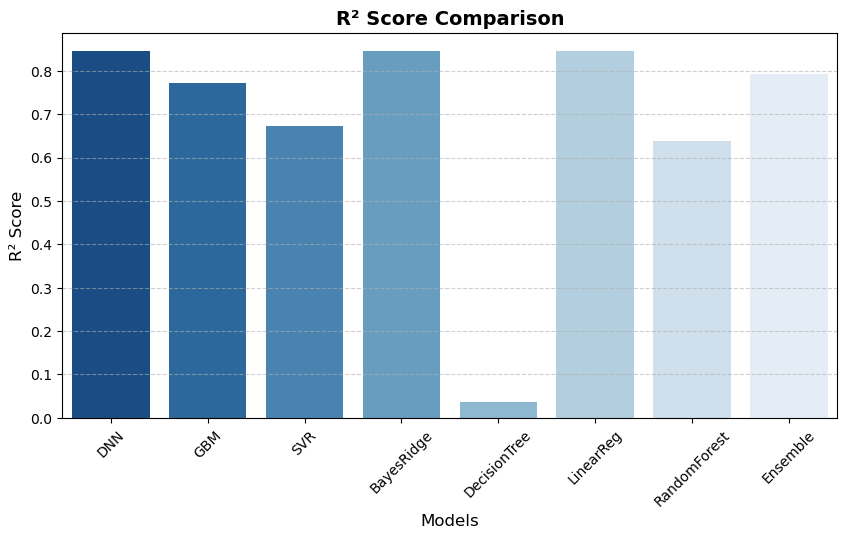 R² Score Comparison
R² Score
0.8
0.7
0.6
0.5
0.4
0.3
0.2
0.1
0.0
DNN
GBM
SVR
BayesRidge
DecisionTree
LinearReg
RandomForest
Ensemble
Models